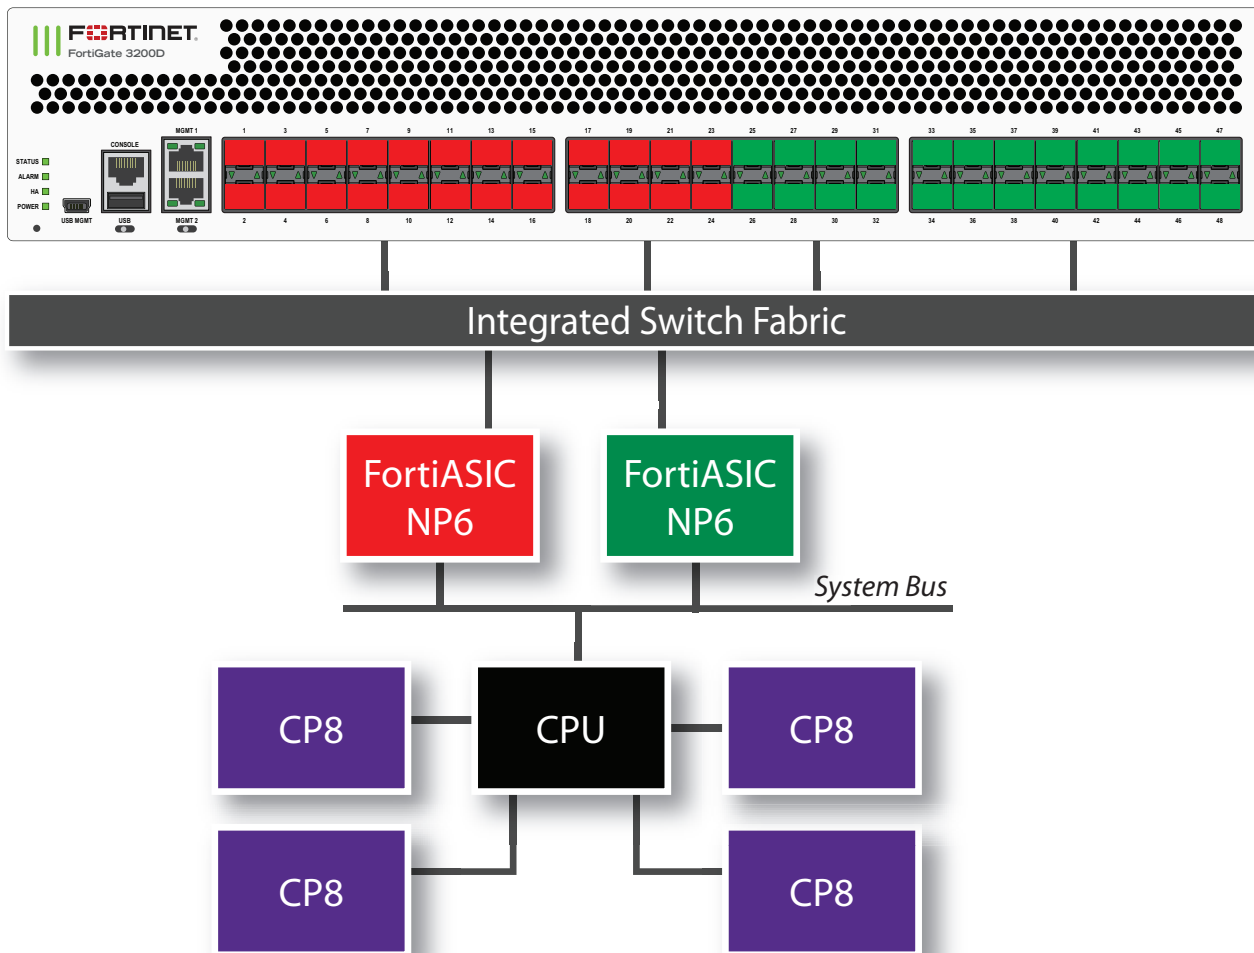 FORTINET.
FortiGate 3200D
MGMT 1
1 3 5 7 9 11 13 15 17 19 21 23 25 27 29 31 33 35 37 39 41 43 45 47
CONSOLE
STATUS
ALARM
HA
POWER
USB MGMT
USB
MGMT 2
2 4 6 8 10 12 14 16 18 20 22 24 26 28 30 32 34 36 38 40 42 44 46 48
Integrated Switch Fabric
FortiASIC
NP6
FortiASIC
NP6
System Bus
CP8
CPU
CP8
CP8
CP8